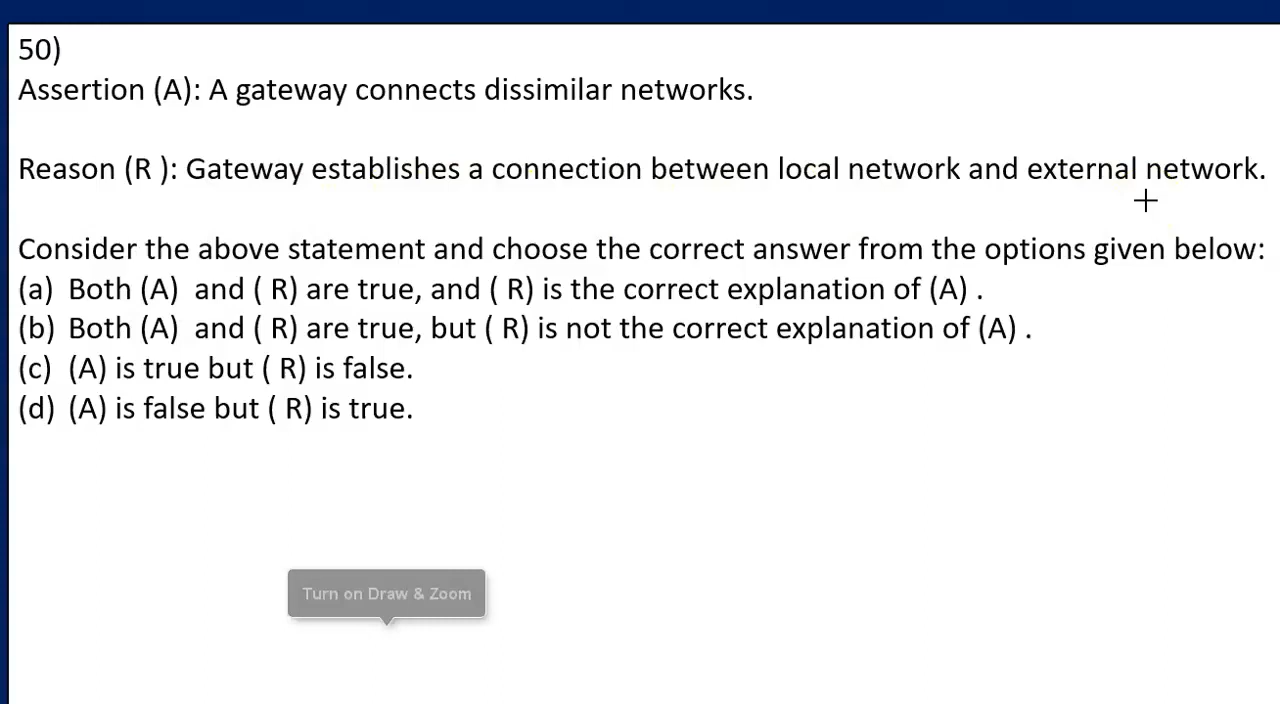 50)
Assertion (A): A gateway connects dissimilar networks.
Reason (R ): Gateway establishes a connection between local network and external network.
Consider the above statement and choose the correct answer from the options given below:
(a) Both (A) and ( R) are true, and ( R) is the correct explanation of (A) .
(b) Both (A) and ( R) are true, but ( R) is not the correct explanation of (A) .
(c) (A) is true but ( R) is false.
(d) (A) is false but ( R) is true.
Turn on Draw & Zoom